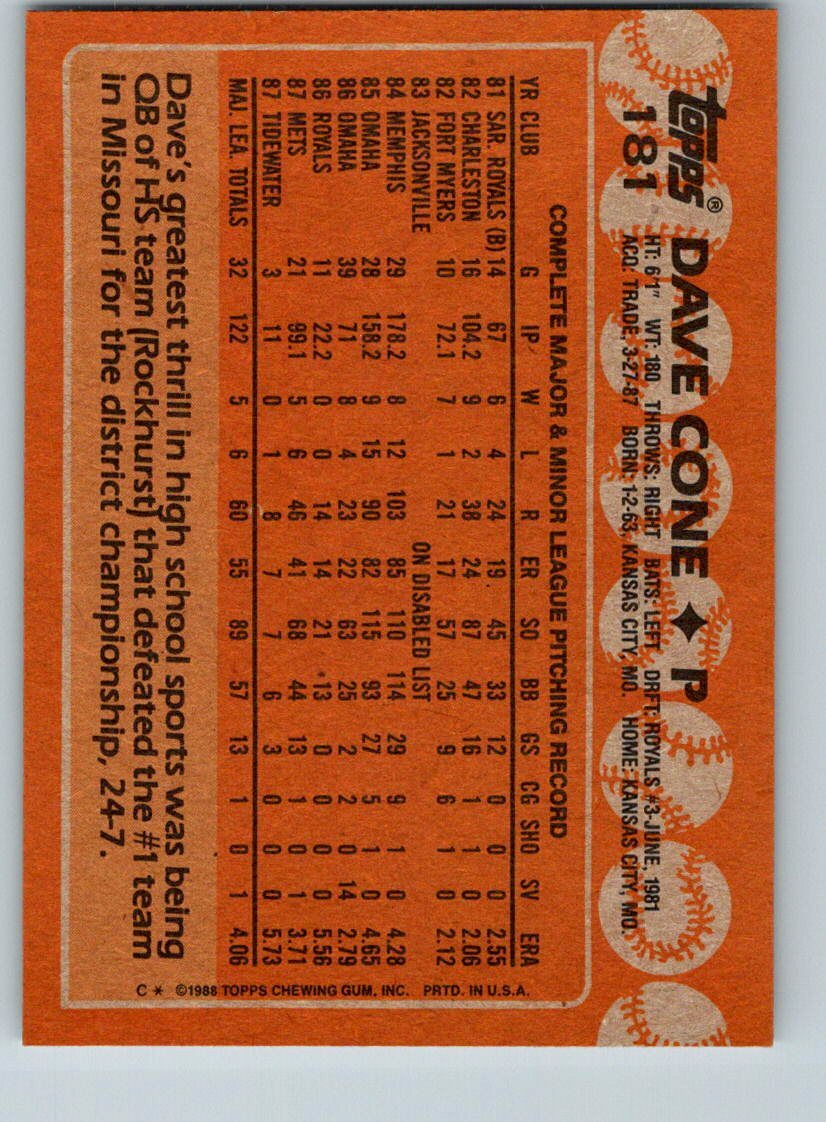 topps® DAVE CONE ✦ P
181 HT: 6'1" WT: 180 THROWS: RIGHT BATS: LEFT DRFT: ROYALS #3-JUNE, 1981
ACQ: TRADE, 3-27-87 BORN: 1-2-63, KANSAS CITY, MO. HOME: KANSAS CITY, MO.
COMPLETE MAJOR & MINOR LEAGUE PITCHING RECORD
YR CLUB G IP W L R ER SO BB GS CG SHO SV ERA
81 SAR. ROYALS (B) 14 67 6 4 24 19 45 33 12 0 0 0 2.55
82 CHARLESTON 16 104.2 9 2 38 24 87 47 16 1 0 0 2.06
82 FORT MYERS 10 72.1 7 1 21 17 57 25 9 6 1 0 2.12
83 JACKSONVILLE ON DISABLED LIST
84 MEMPHIS 29 178.2 8 12 103 85 110 114 29 9 1 0 4.28
85 OMAHA 28 158.2 9 15 90 82 115 93 27 5 1 0 4.65
86 OMAHA 39 71 8 4 23 22 63 25 2 2 0 14 2.79
86 ROYALS 11 22.2 0 0 14 14 21 13 0 0 0 0 5.56
87 METS 21 99.1 5 6 46 41 68 44 13 1 0 1 3.71
87 TIDEWATER 3 11 0 1 8 7 7 6 3 0 0 0 5.73
MAJ. LEA. TOTALS 32 122 5 6 60 55 89 57 13 1 0 1 4.06
Dave's greatest thrill in high school sports was being
QB of HS team (Rockhurst) that defeated the #1 team
in Missouri for the district championship, 24-7.
C * ©1988 TOPPS CHEWING GUM, INC. PRTD. IN U.S.A.